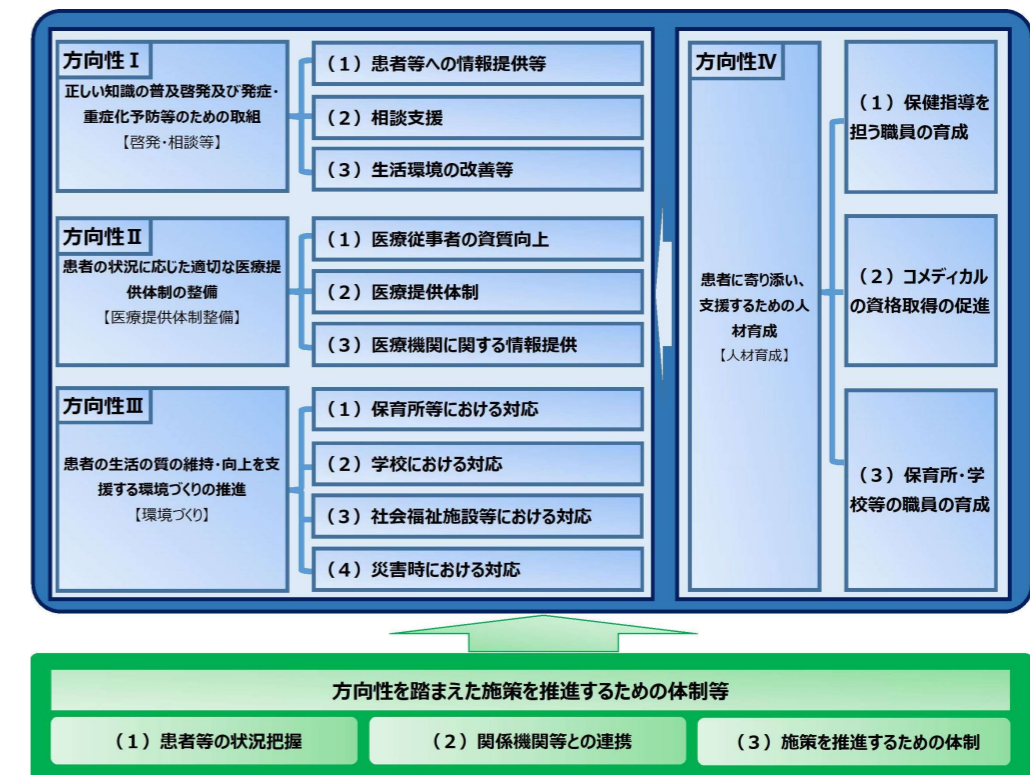 方向性Ⅰ
正しい知識の普及啓発及び発症・
重症化予防等のための取組
【啓発・相談等】
（１）患者等への情報提供等
（２）相談支援
（３）生活環境の改善等
方向性Ⅱ
患者の状況に応じた適切な医療提
供体制の整備
【医療提供体制整備】
（１）医療従事者の資質向上
（２）医療提供体制
（３）医療機関に関する情報提供
方向性Ⅲ
患者の生活の質の維持・向上を支
援する環境づくりの推進
【環境づくり】
（１）保育所等における対応
（２）学校における対応
（３）社会福祉施設等における対応
（４）災害時における対応
方向性Ⅳ
患者に寄り添い、
支援するための人
材育成
【人材育成】
（１）保健指導を
担う職員の育成
（２）コメディカル
の資格取得の促進
（３）保育所・学
校等の職員の育成
方向性を踏まえた施策を推進するための体制等
（１）患者等の状況把握
（２）関係機関等との連携
（３）施策を推進するための体制